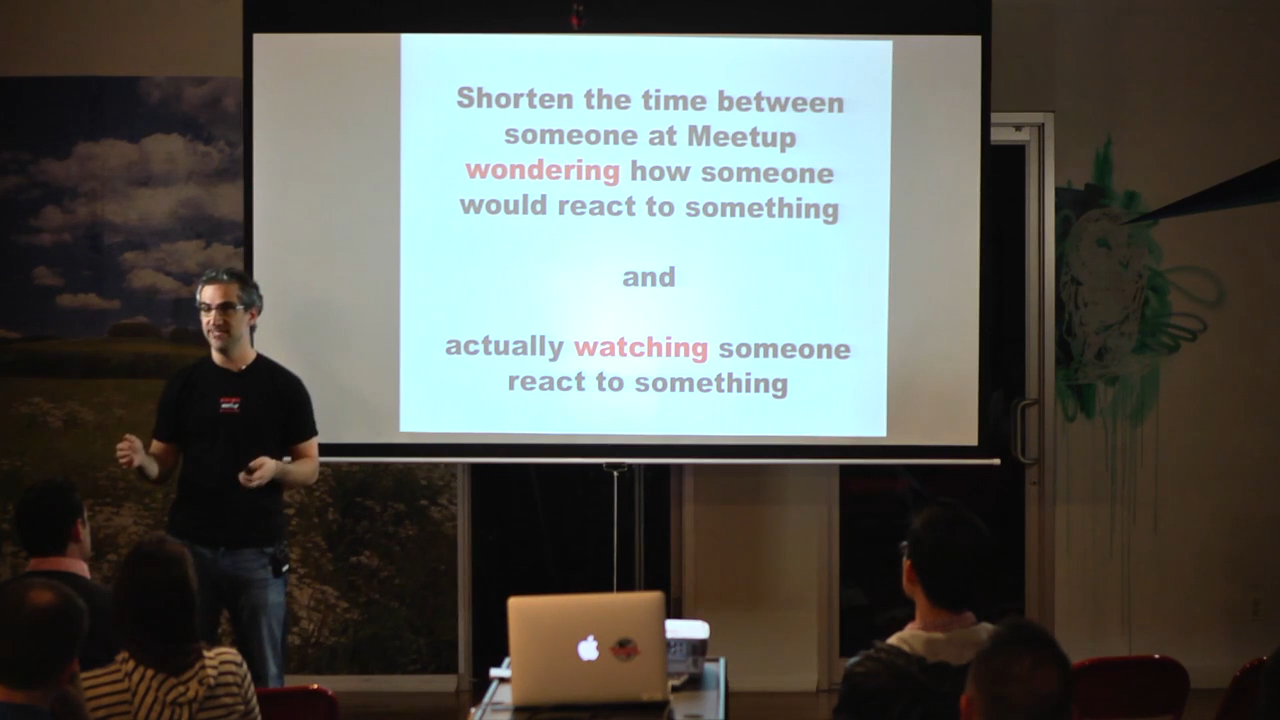 Shorten the time between
someone at Meetup
wondering how someone
would react to something
and
actually watching someone
react to something